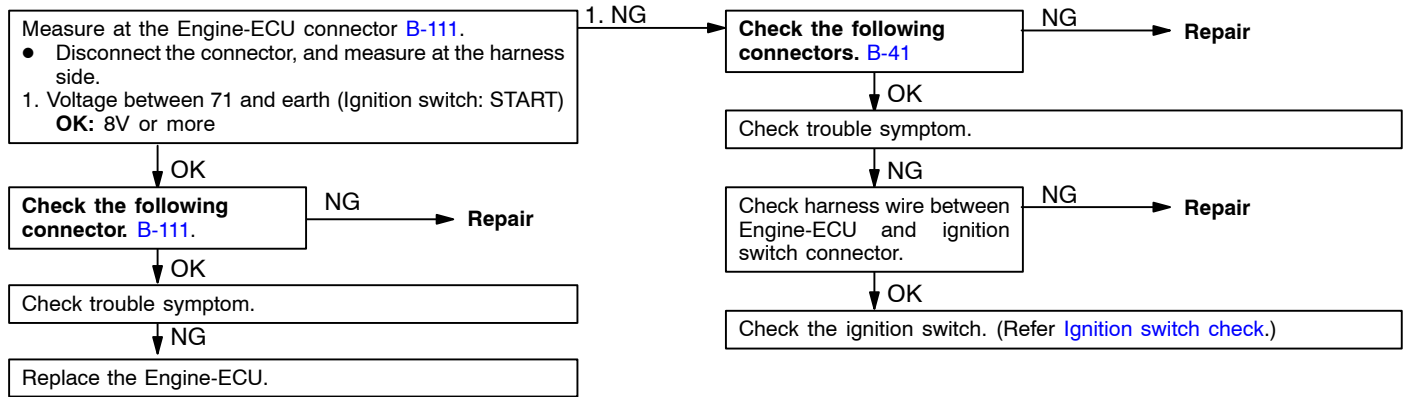 Measure at the Engine-ECU connector B-111.
● Disconnect the connector, and measure at the harness
side.
1. Voltage between 71 and earth (Ignition switch: START)
OK: 8V or more
OK
Check the following
connector. B-111.
NG
Repair
OK
Check trouble symptom.
NG
Replace the Engine-ECU.
1. NG
Check the following
connectors. B-41
NG
Repair
OK
Check trouble symptom.
NG
Check harness wire between
Engine-ECU and ignition
switch connector.
NG
Repair
OK
Check the ignition switch. (Refer Ignition switch check.)